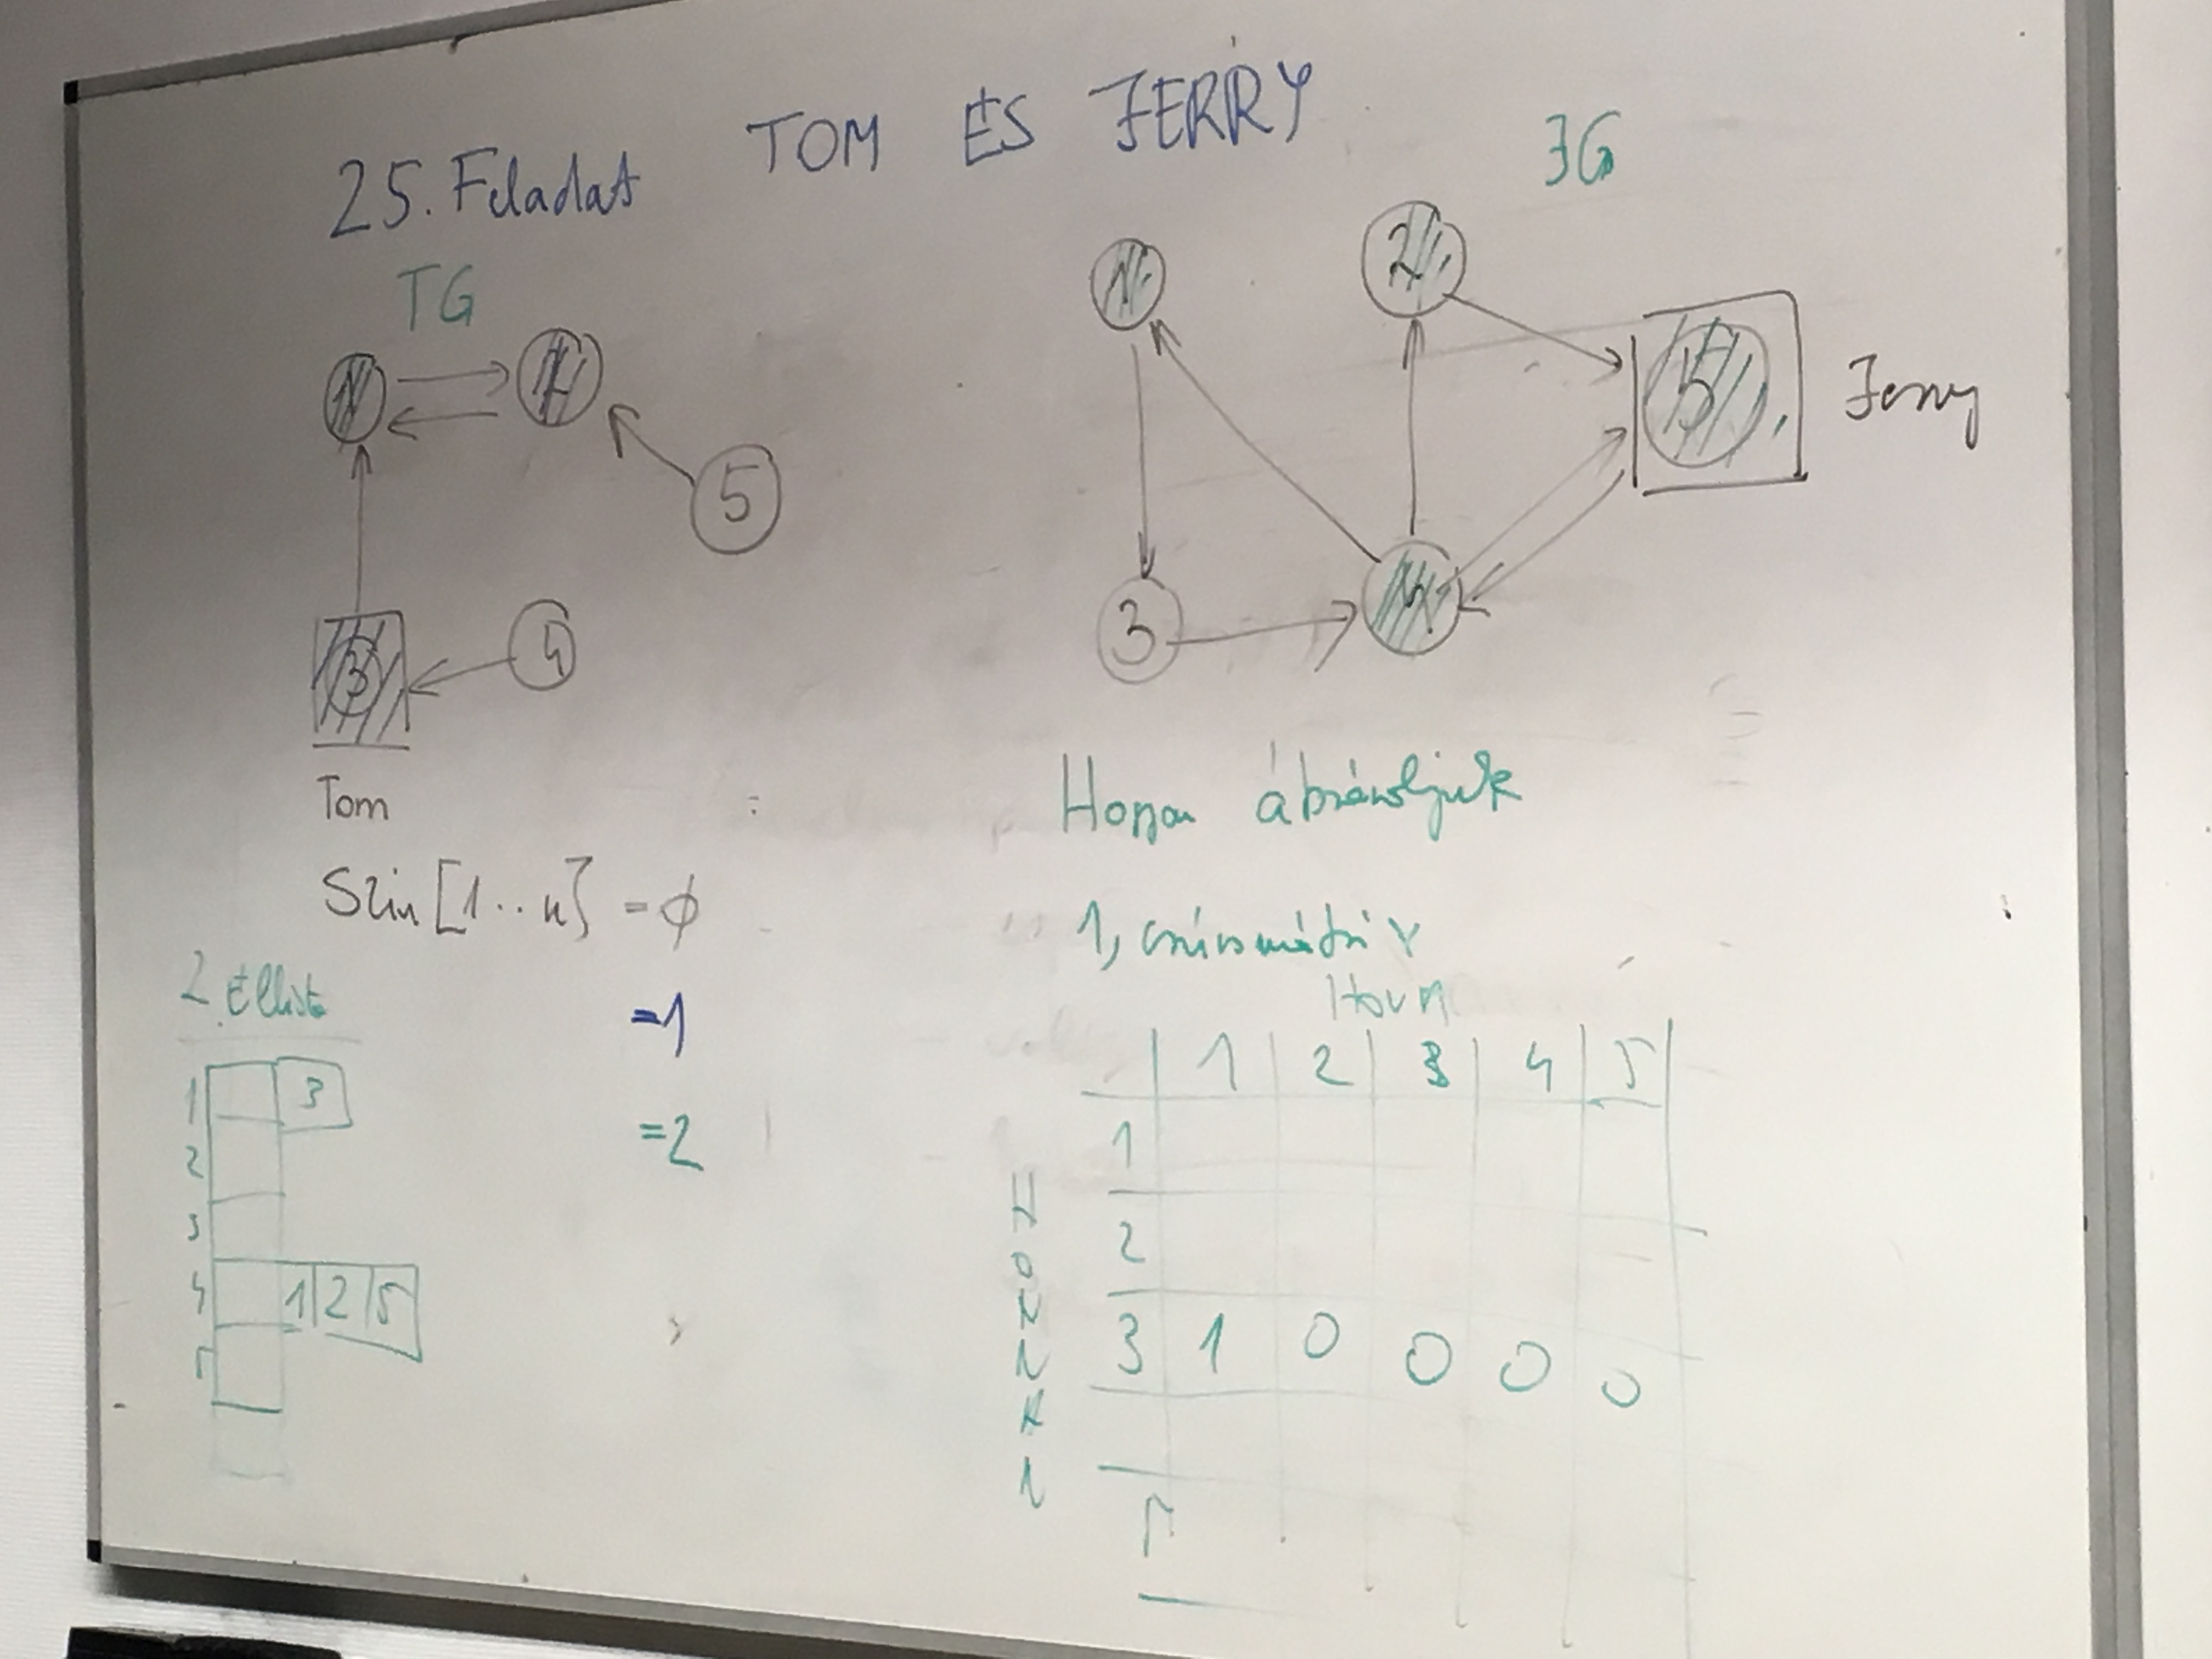 25. Feladat TOM ÉS JERRY
TG
JG
1 2
5
3 4
Tom
1 2
5
3 4
Jerry
Szin [1..n] = ϕ
=1
=2
2. Éllista
1 3
2
3
4 1 2 5
5
Hogyan ábrázoljuk
1, csúcsmátrix
Hova
1 2 3 4 5
HONNAN
1
2
3 1 0 0 0 0
5